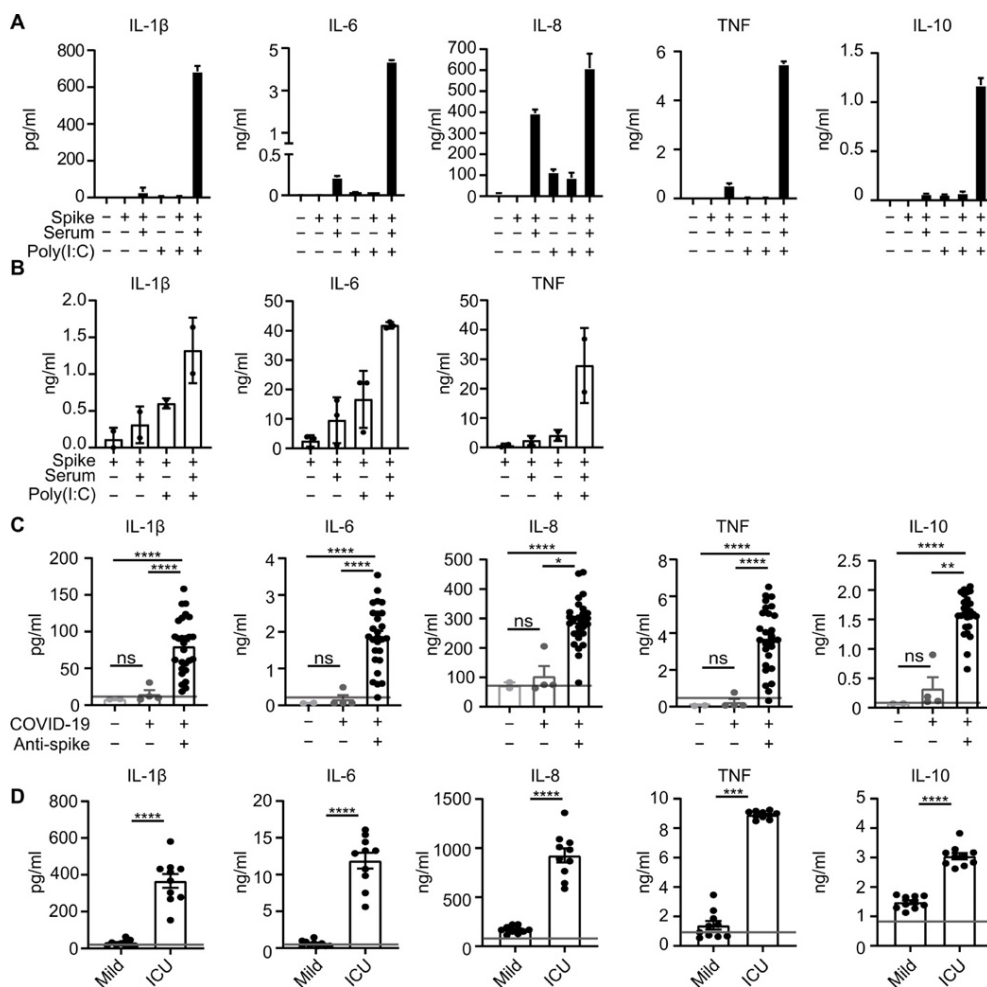 A
IL-1β IL-6 IL-8 TNF IL-10
pg/ml ng/ml ng/ml ng/ml ng/ml
800 600 400 200 0
5 4 3 2 1 0.5 0
700 600 500 400 300 200 100 0
6 4 2 0
1.5 1.0 0.5 0
Spike − + + − + + − + + − + + − + + − + + − + + − + + − + + − + +
Serum − − + − − + − − + − − + − − + − − + − − + − − + − − + − − +
Poly(I:C) − − − + + + − − − + + + − − − + + + − − − + + + − − − + + +
B
IL-1β IL-6 TNF
ng/ml ng/ml ng/ml
2.0 1.5 1.0 0.5 0.0
50 40 30 20 10 0
50 40 30 20 10 0
Spike + + + + + + + + + + + +
Serum − + − + − + − + − + − +
Poly(I:C) − − + + − − + + − − + +
C
IL-1β IL-6 IL-8 TNF IL-10
pg/ml ng/ml ng/ml ng/ml ng/ml
200 150 100 50 0
4 3 2 1 0
500 400 300 200 100 0
8 6 4 2 0
2.5 2.0 1.5 1.0 0.5 0
**** **** **** **** ****
**** **** * **** **
ns ns ns ns ns
COVID-19 − + + − + + − + + − + + − + +
Anti-spike − − + − − + − − + − − + − − +
D
IL-1β IL-6 IL-8 TNF IL-10
pg/ml ng/ml ng/ml ng/ml ng/ml
800 600 400 200 0
20 15 10 5 0
1500 1000 500 0
10 8 6 4 2 0
5 4 3 2 1 0
**** **** **** *** ****
Mild ICU Mild ICU Mild ICU Mild ICU Mild ICU